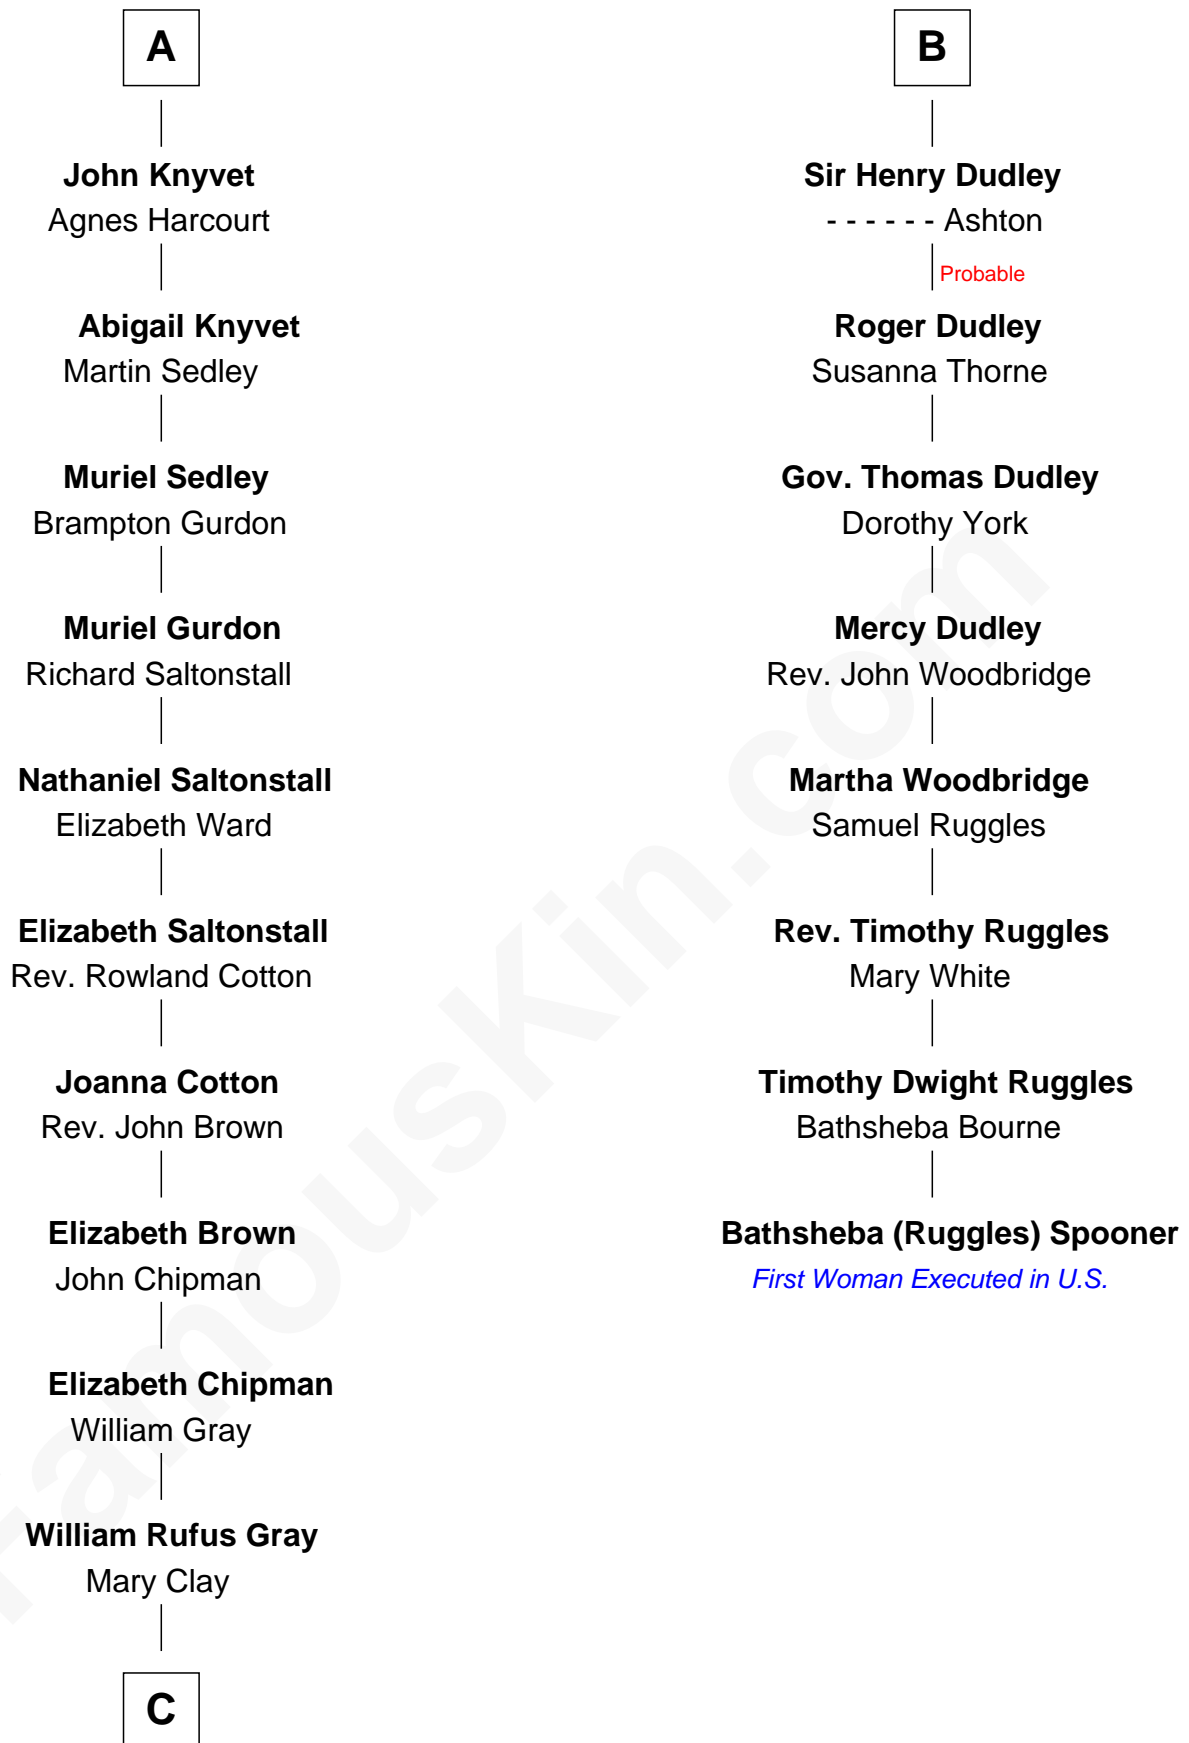 A
John Knyvet
Agnes Harcourt
Abigail Knyvet
Martin Sedley
Muriel Sedley
Brampton Gurdon
Muriel Gurdon
Richard Saltonstall
Nathaniel Saltonstall
Elizabeth Ward
Elizabeth Saltonstall
Rev. Rowland Cotton
Joanna Cotton
Rev. John Brown
Elizabeth Brown
John Chipman
Elizabeth Chipman
William Gray
William Rufus Gray
Mary Clay
C
B
Sir Henry Dudley
- - - - - - Ashton
Probable
Roger Dudley
Susanna Thorne
Gov. Thomas Dudley
Dorothy York
Mercy Dudley
Rev. John Woodbridge
Martha Woodbridge
Samuel Ruggles
Rev. Timothy Ruggles
Mary White
Timothy Dwight Ruggles
Bathsheba Bourne
Bathsheba (Ruggles) Spooner
First Woman Executed in U.S.
FamousKin.com